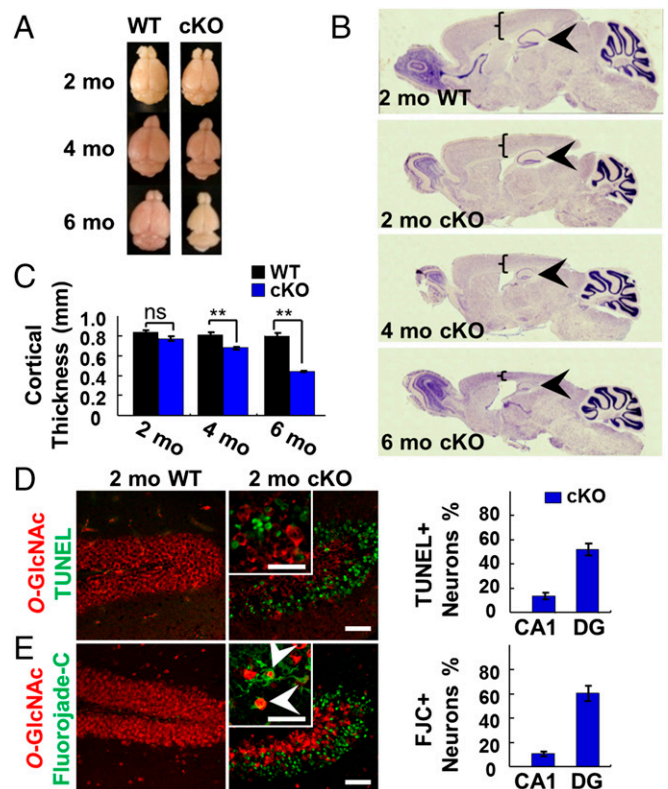 A
WT cKO
2 mo
4 mo
6 mo
B
2 mo WT
2 mo cKO
4 mo cKO
6 mo cKO
C
WT
cKO
Cortical
Thickness (mm)
1.0
0.8
0.6
0.4
0.2
0
ns
**
**
2 mo
4 mo
6 mo
D
2 mo WT 2 mo cKO
O-GlcNAc
TUNEL
cKO
TUNEL+
Neurons %
80
60
40
20
0
CA1 DG
E
O-GlcNAc
Fluorojade-C
FJC+
Neurons %
80
60
40
20
0
CA1 DG